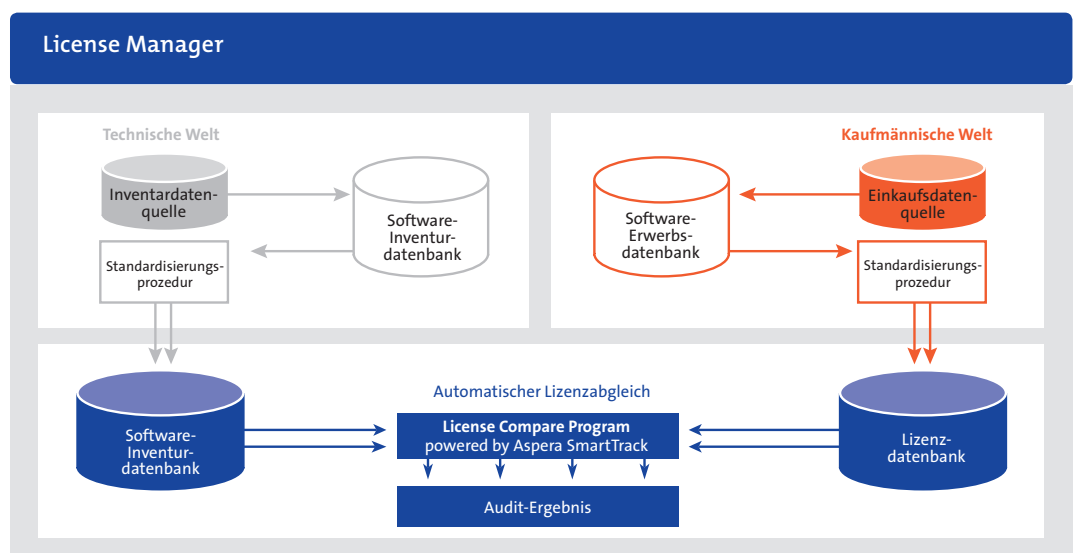 License Manager
Technische Welt
Inventardaten-
quelle
Software-
Inventur-
datenbank
Standardisierungs-
prozedur
Kaufmännische Welt
Software-
Erwerbs-
datenbank
Einkaufsdaten-
quelle
Standardisierungs-
prozedur
Software-
Inventur-
datenbank
Automatischer Lizenzabgleich
License Compare Program
powered by Aspera SmartTrack
Audit-Ergebnis
Lizenz-
datenbank